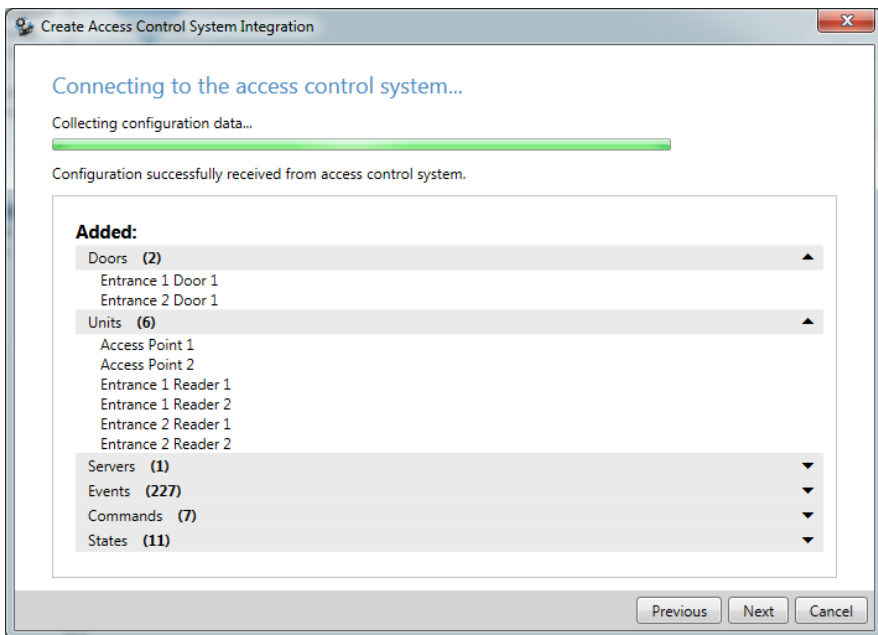 Create Access Control System Integration
Connecting to the access control system...
Collecting configuration data...
Configuration successfully received from access control system.
Added:
Doors (2)
Entrance 1 Door 1
Entrance 2 Door 1
Units (6)
Access Point 1
Access Point 2
Entrance 1 Reader 1
Entrance 1 Reader 2
Entrance 2 Reader 1
Entrance 2 Reader 2
Servers (1)
Events (227)
Commands (7)
States (11)
Previous Next Cancel